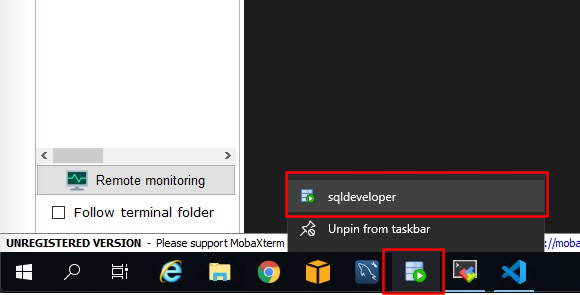 Remote monitoring
Follow terminal folder
sqldeveloper
Unpin from taskbar
UNREGISTERED VERSION - Please support MobaXterm
://moba